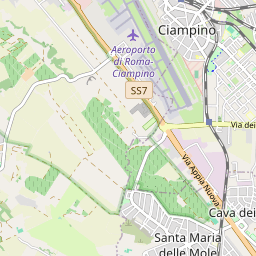 Ciampino
Aeroporto
di Roma-
Ciampino
SS7
Via dei
Via Appia Nuova
Cava dei
Santa Maria
delle Mole